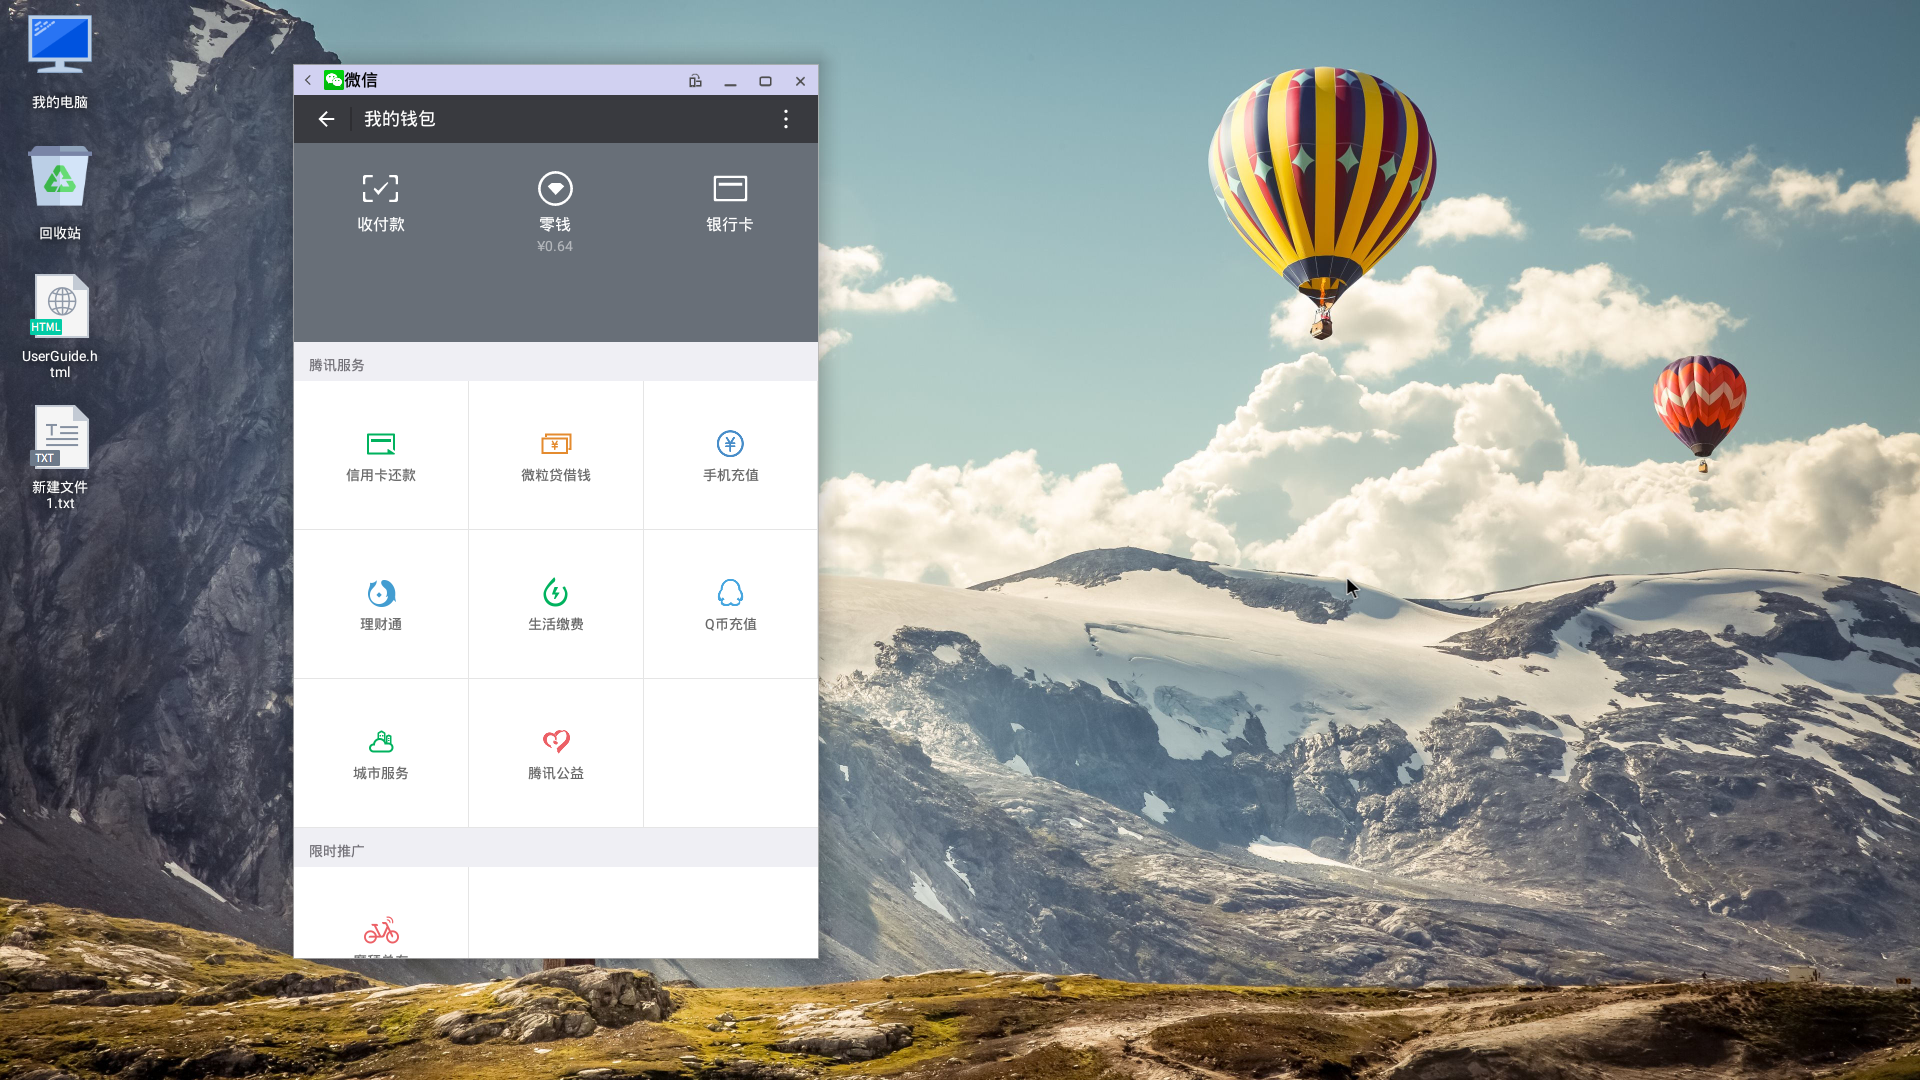 我的电脑
回收站
HTML
UserGuide.h
tml
TXT
新建文件
1.txt
微信
我的钱包
收付款
零钱
银行卡
¥0.64
腾讯服务
信用卡还款
微粒贷借钱
手机充值
理财通
生活缴费
Q币充值
城市服务
腾讯公益
限时推广